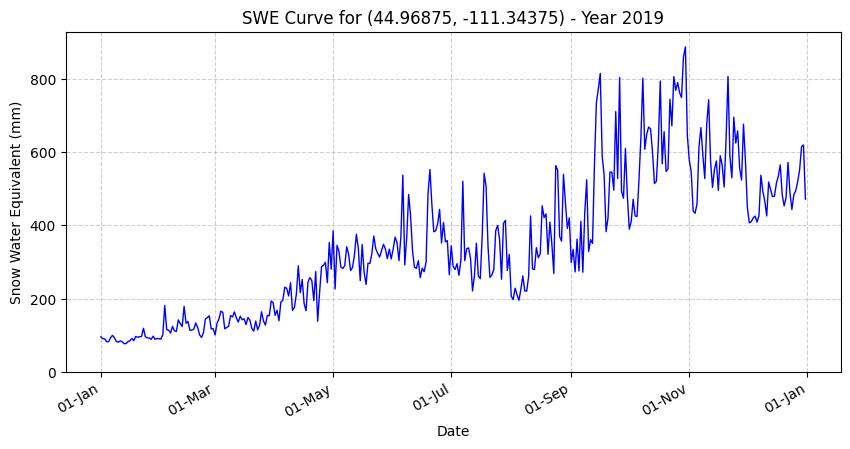 SWE Curve for (44.96875, -111.34375) - Year 2019
Snow Water Equivalent (mm)
800
600
400
200
0
01-Jan
01-Mar
01-May
01-Jul
01-Sep
01-Nov
01-Jan
Date